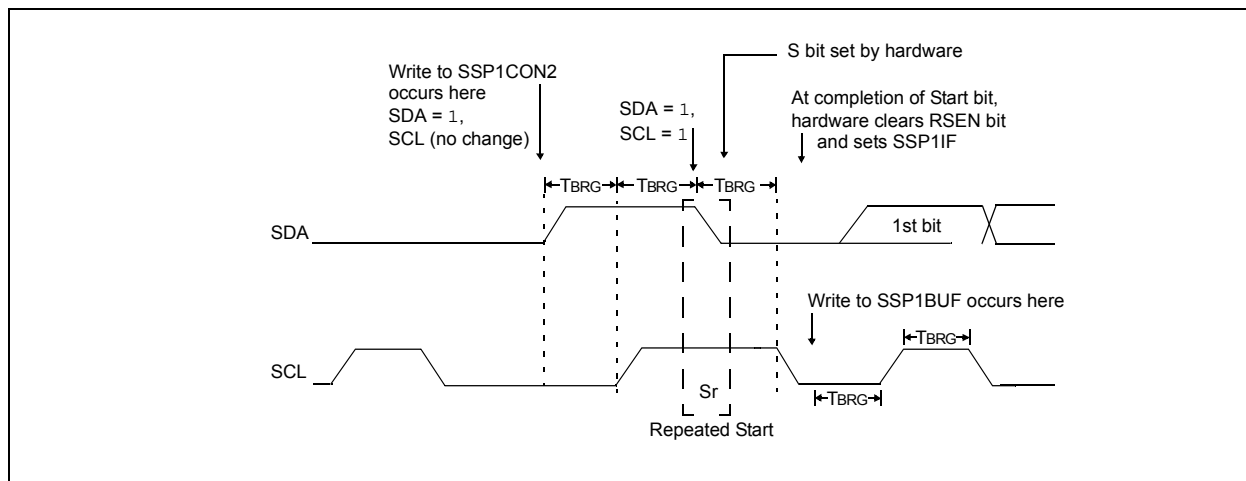 S bit set by hardware
Write to SSP1CON2
occurs here
SDA = 1,
SCL (no change)
SDA = 1,
SCL = 1
At completion of Start bit,
hardware clears RSEN bit
and sets SSP1IF
TBRG TBRG TBRG
SDA
1st bit
Write to SSP1BUF occurs here
TBRG
SCL
Sr
TBRG
Repeated Start